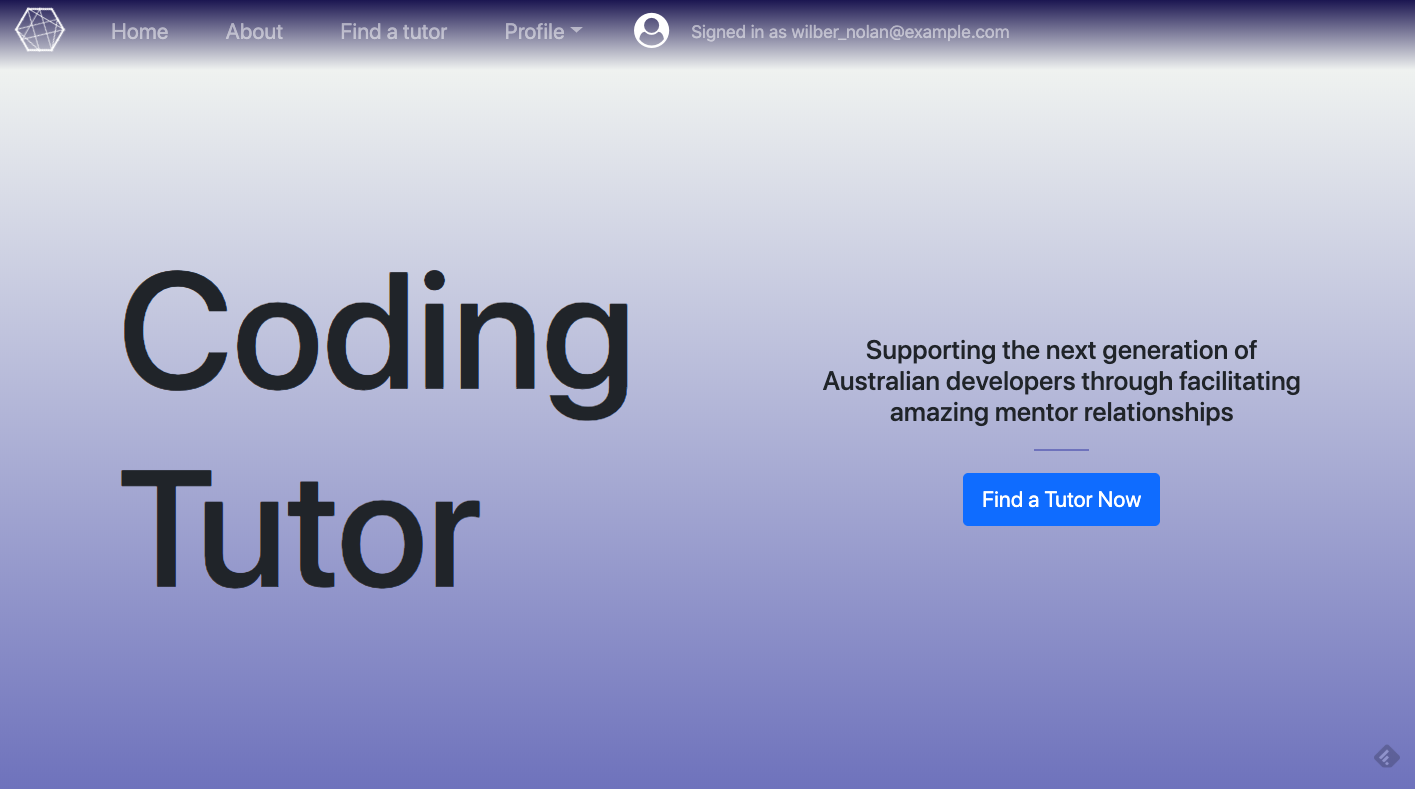 Home About Find a tutor Profile Signed in as wilber_nolan@example.com
Coding
Tutor
Supporting the next generation of
Australian developers through facilitating
amazing mentor relationships
Find a Tutor Now